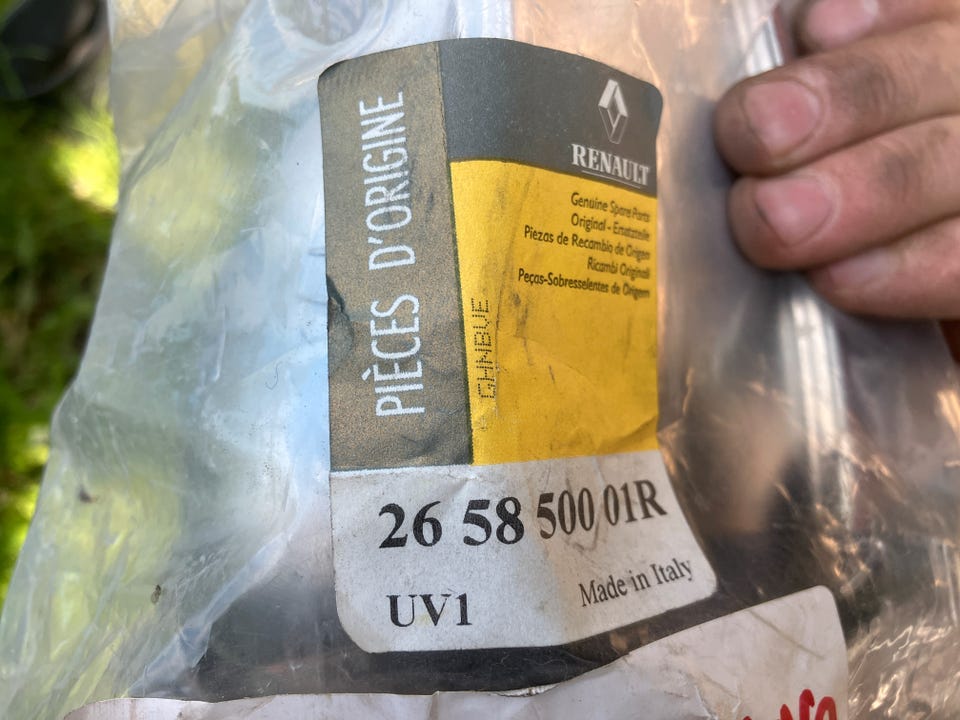 PIÈCES D'ORIGINE
RENAULT
Genuine Spare Parts
Original - Ersatzteile
Piezas de Recambio de Origen
Ricambi Originali
Peças-Sobresselentes de Origem
26 58 500 01R
UV1
Made in Italy